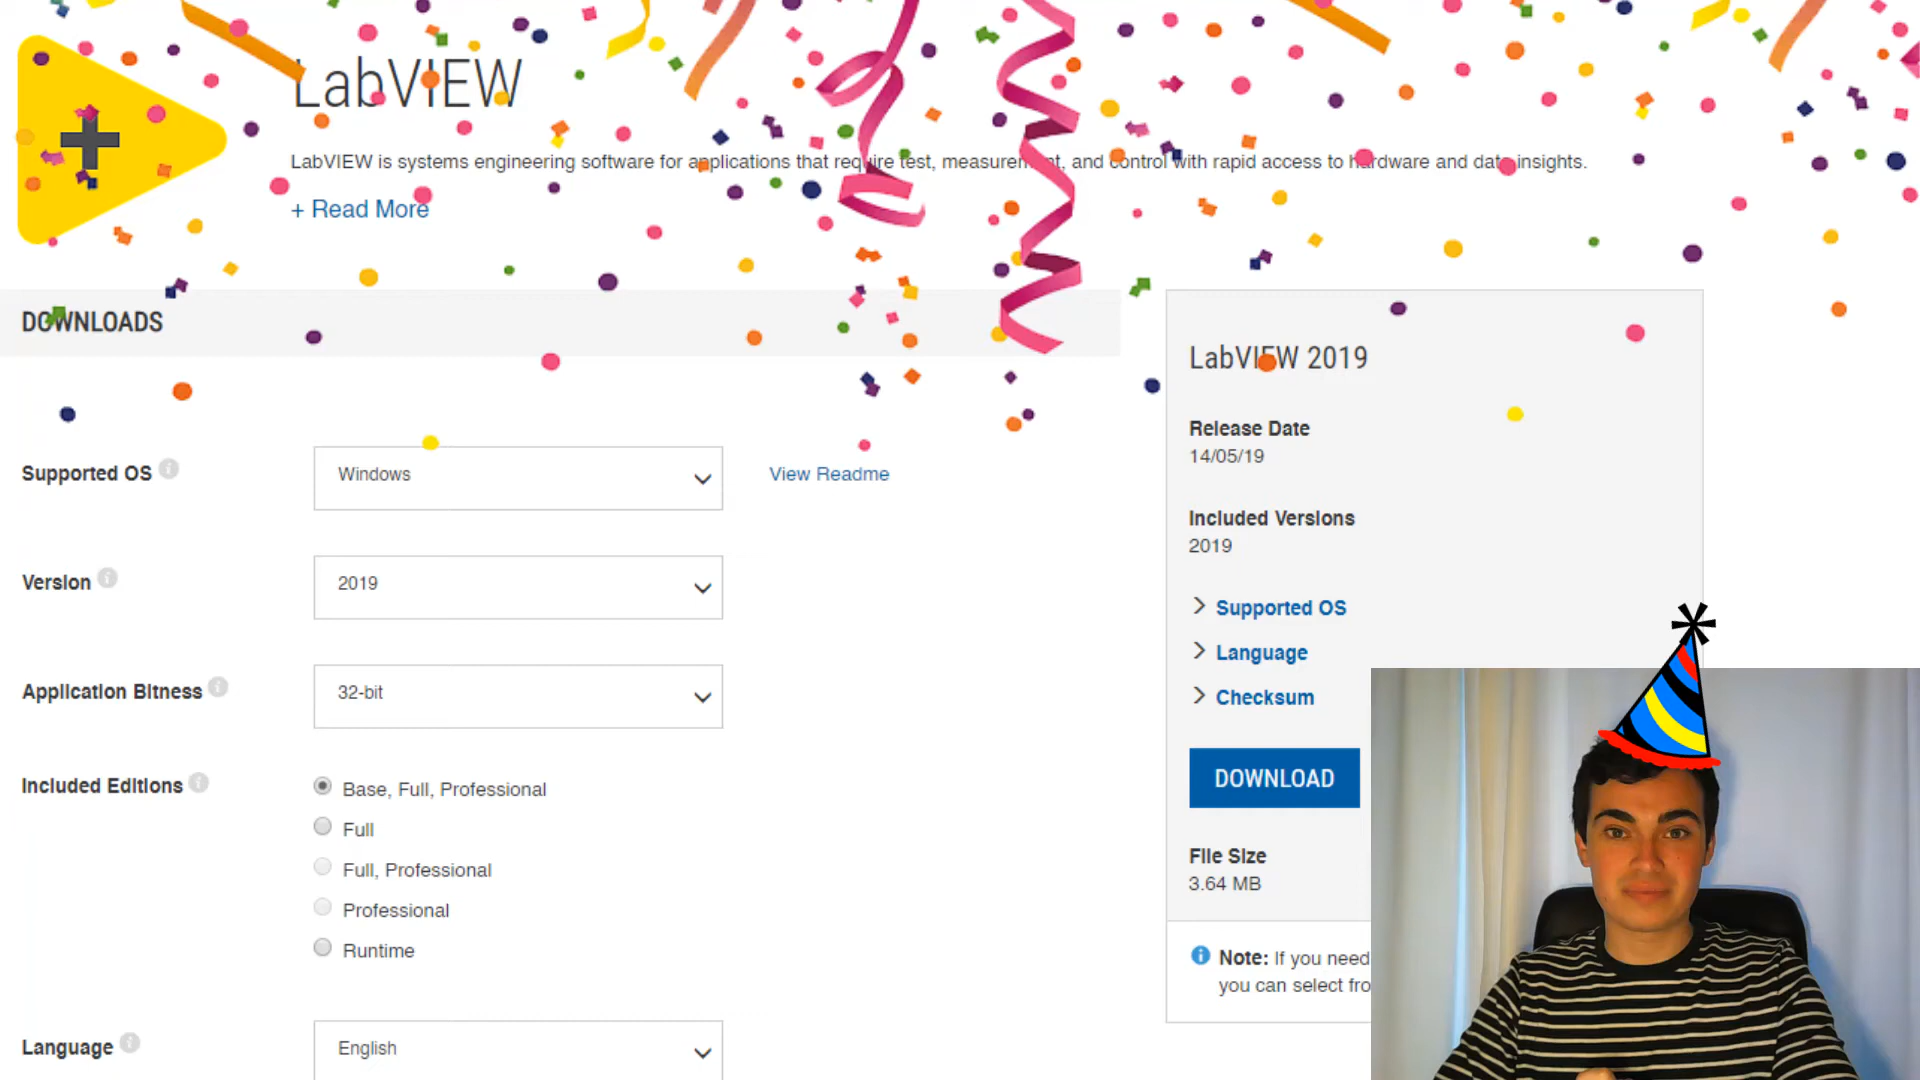 LabVIEW
LabVIEW is systems engineering software for applications that require test, measurement, and control with rapid access to hardware and data insights.
+ Read More
DOWNLOADS
Supported OS
Windows
View Readme
Version
2019
Application Bitness
32-bit
Included Editions
Base, Full, Professional
Full
Full, Professional
Professional
Runtime
Language
English
LabVIEW 2019
Release Date
14/05/19
Included Versions
2019
Supported OS
Language
Checksum
DOWNLOAD
File Size
3.64 MB
Note: If you need
you can select fro